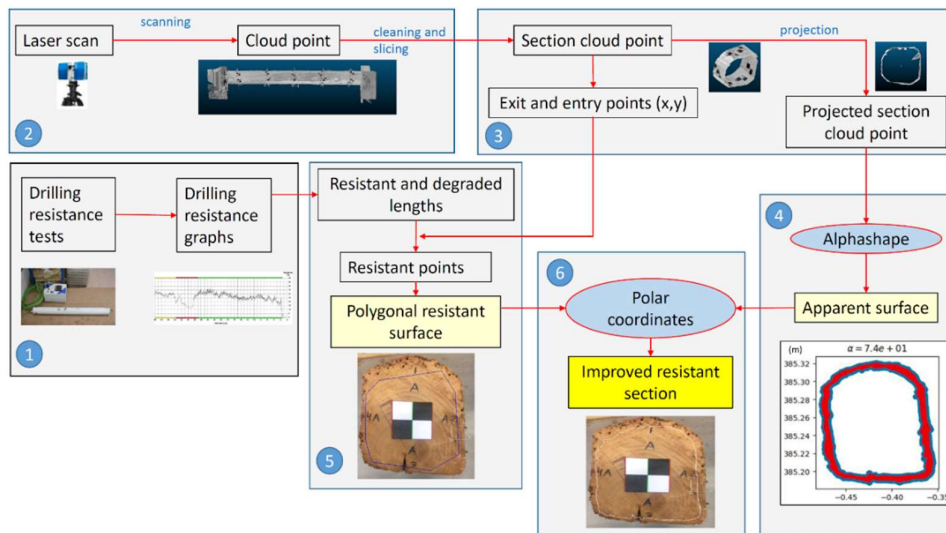 scanning
Laser scan
Cloud point
cleaning and
slicing
2
Section cloud point
projection
Exit and entry points (x,y)
Projected section
cloud point
3
Drilling
resistance
tests
Drilling
resistance
graphs
1
Resistant and degraded
lengths
Resistant points
Polygonal resistant
surface
5
A
A
6
Polar
coordinates
Improved resistant
section
A
A
4
Alphashape
Apparent surface
(m)
α = 7.4e + 01
385.32
385.30
385.28
385.26
385.24
385.22
385.20
−0.45
−0.40
−0.35